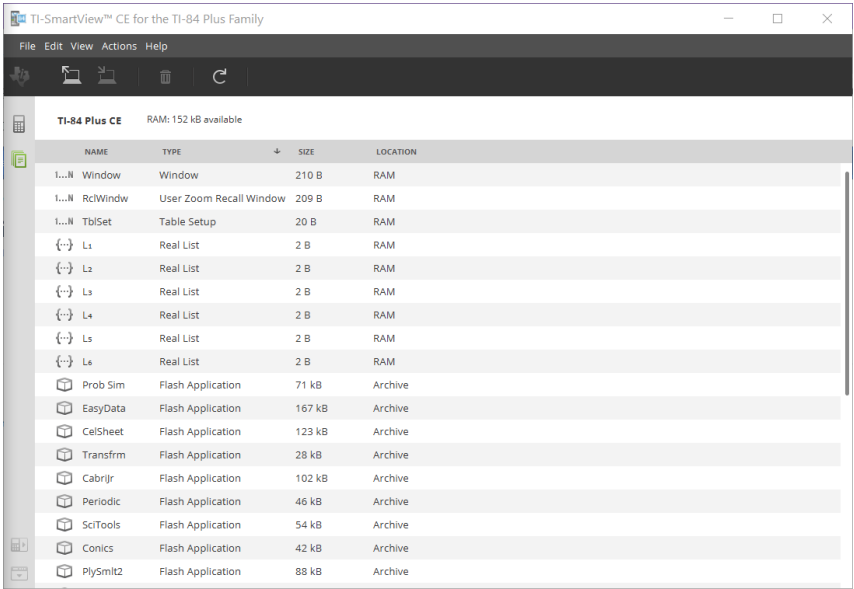 TI-SmartView™ CE for the TI-84 Plus Family
File Edit View Actions Help
TI-84 Plus CE RAM: 152 kB available
NAME TYPE SIZE LOCATION
1...N Window Window 210 B RAM
1...N RclWindw User Zoom Recall Window 209 B RAM
1...N TblSet Table Setup 20 B RAM
{...} L₁ Real List 2 B RAM
{...} L₂ Real List 2 B RAM
{...} L₃ Real List 2 B RAM
{...} L₄ Real List 2 B RAM
{...} L₅ Real List 2 B RAM
{...} L₆ Real List 2 B RAM
Prob Sim Flash Application 71 kB Archive
EasyData Flash Application 167 kB Archive
CelSheet Flash Application 123 kB Archive
Transfrm Flash Application 28 kB Archive
CabriJr Flash Application 102 kB Archive
Periodic Flash Application 46 kB Archive
SciTools Flash Application 54 kB Archive
Conics Flash Application 42 kB Archive
PlySmlt2 Flash Application 88 kB Archive